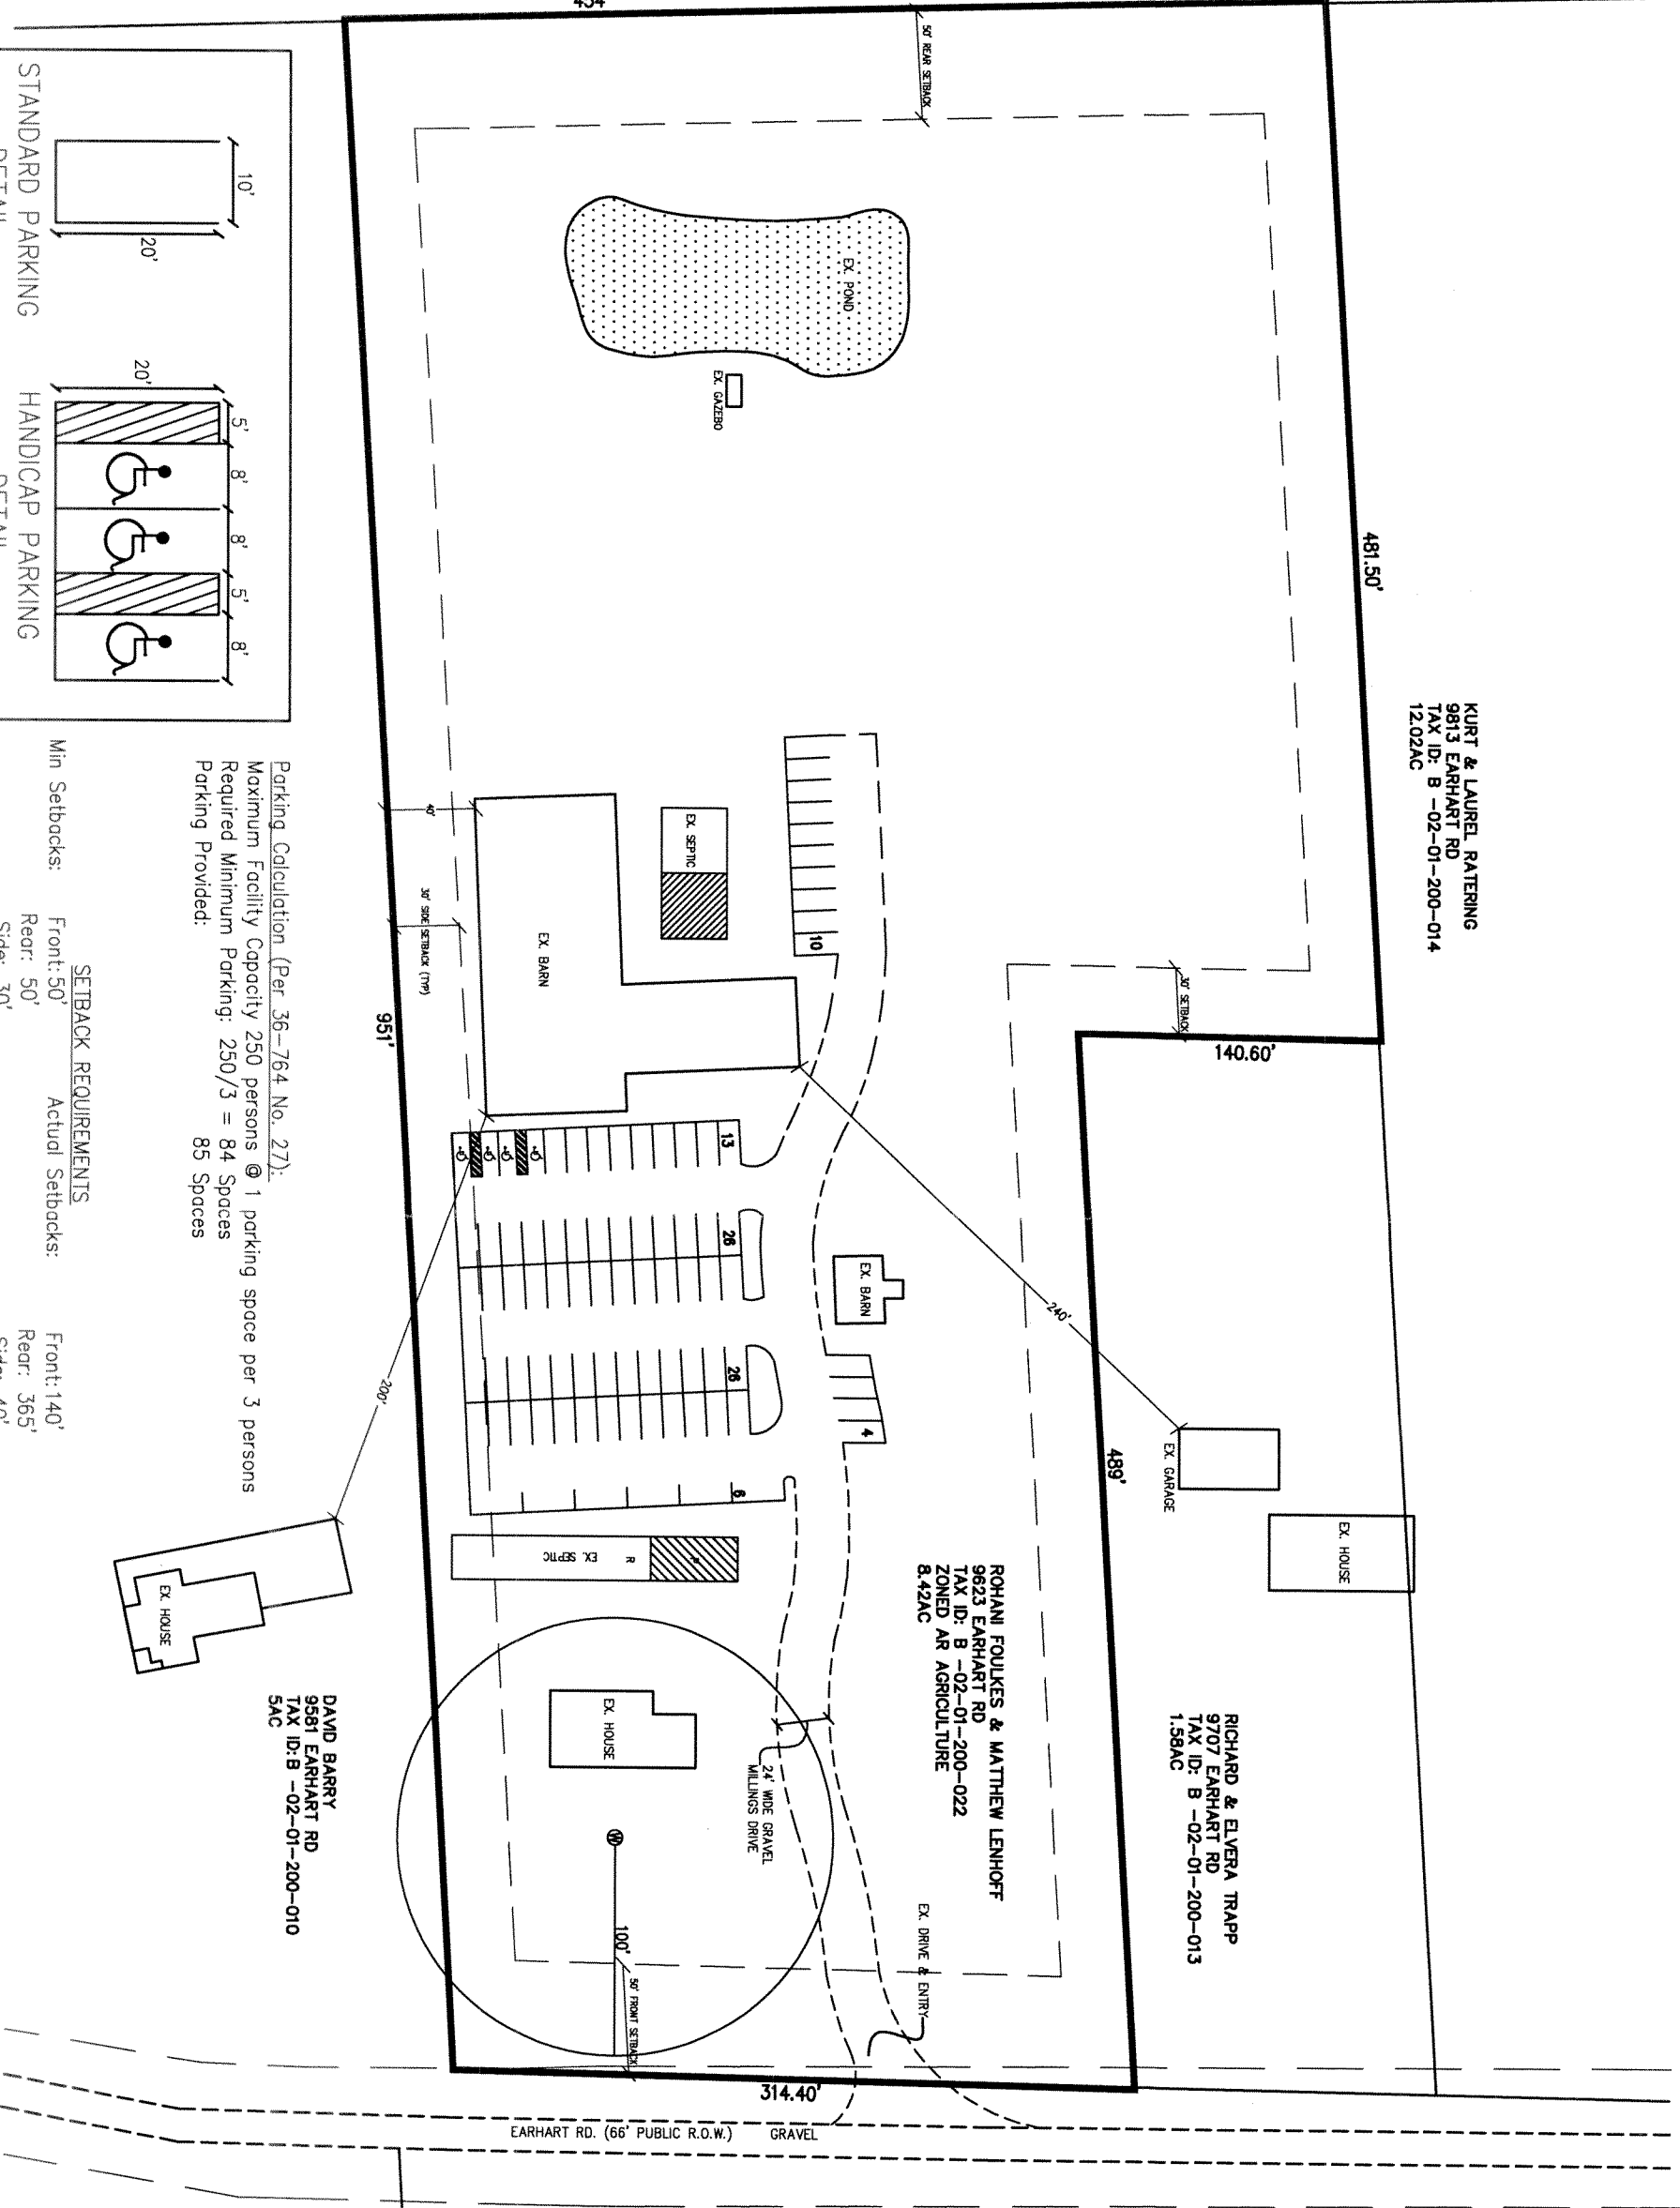 454'
50' REAR SETBACK
481.50'
KURT & LAUREL RATERING
9813 EARHART RD
TAX ID: B -02-01-200-014
12.02AC
EX. POND
EX. GAZEBO
30' SETBACK
140.60'
EX. SEPTIC
10
EX. BARN
40'
30' SIDE SETBACK (TYP)
951'
13
26
26
6
4
EX. BARN
240'
200'
489'
EX. GARAGE
EX. HOUSE
RICHARD & ELVERA TRAPP
9707 EARHART RD
TAX ID: B -02-01-200-013
1.58AC
ROHANI FOULKES & MATTHEW LENHOFF
9623 EARHART RD
TAX ID: B -02-01-200-022
ZONED AR AGRICULTURE
8.42AC
EX. SEPTIC
R
EX. HOUSE
W
100'
50' FRONT SETBACK
24' WIDE GRAVEL
MILLINGS DRIVE
EX. DRIVE & ENTRY
314.40'
EARHART RD. (66' PUBLIC R.O.W.)
GRAVEL
EX. HOUSE
DAVID BARRY
9581 EARHART RD
TAX ID:B -02-01-200-010
5AC
Parking Calculation (Per 36-764 No. 27):
Maximum Facility Capacity 250 persons @ 1 parking space per 3 persons
Required Minimum Parking: 250/3 = 84 Spaces
Parking Provided: 85 Spaces
SETBACK REQUIREMENTS
Min Setbacks: Front:50' Actual Setbacks: Front:140'
Rear: 50' Rear: 365'
Side: 30' Side: 40'
10'
20'
STANDARD PARKING
DETAIL
20'
5' 8' 8' 5' 8'
HANDICAP PARKING
DETAIL